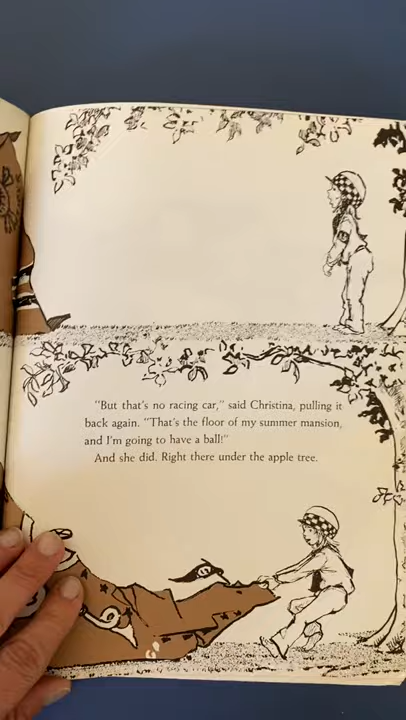 "But that's no racing car," said Christina, pulling it
back again. "That's the floor of my summer mansion,
and I'm going to have a ball!"
And she did. Right there under the apple tree.